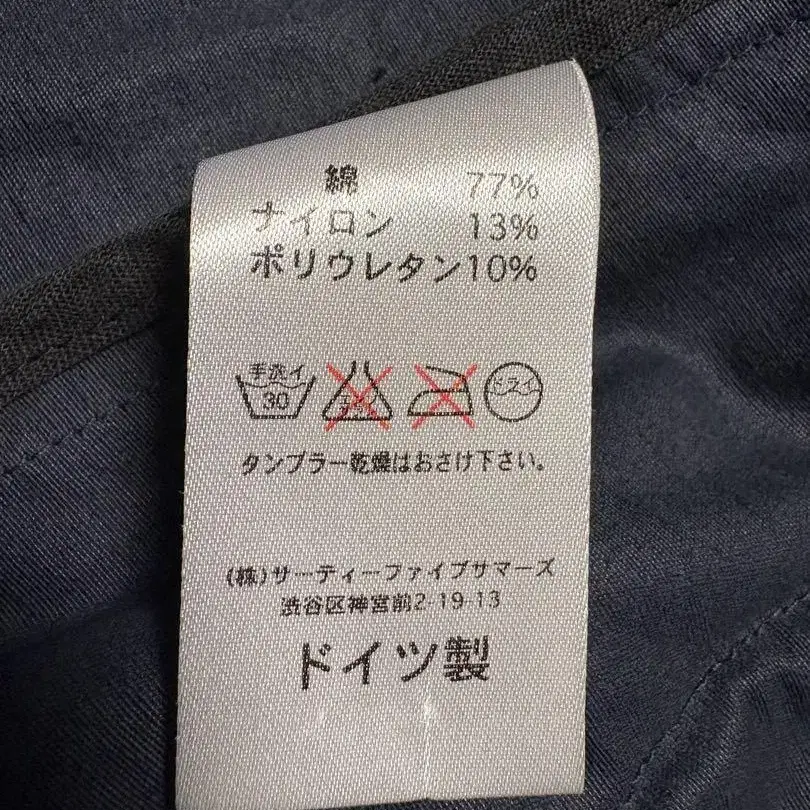 綿 77%
ナイロン 13%
ポリウレタン10%
手洗イ
30
エンソ
ドライ
タンブラー乾燥はおさけ下さい。
(株)サーティーファイブサマーズ
渋谷区神宮前2-19-13
ドイツ製